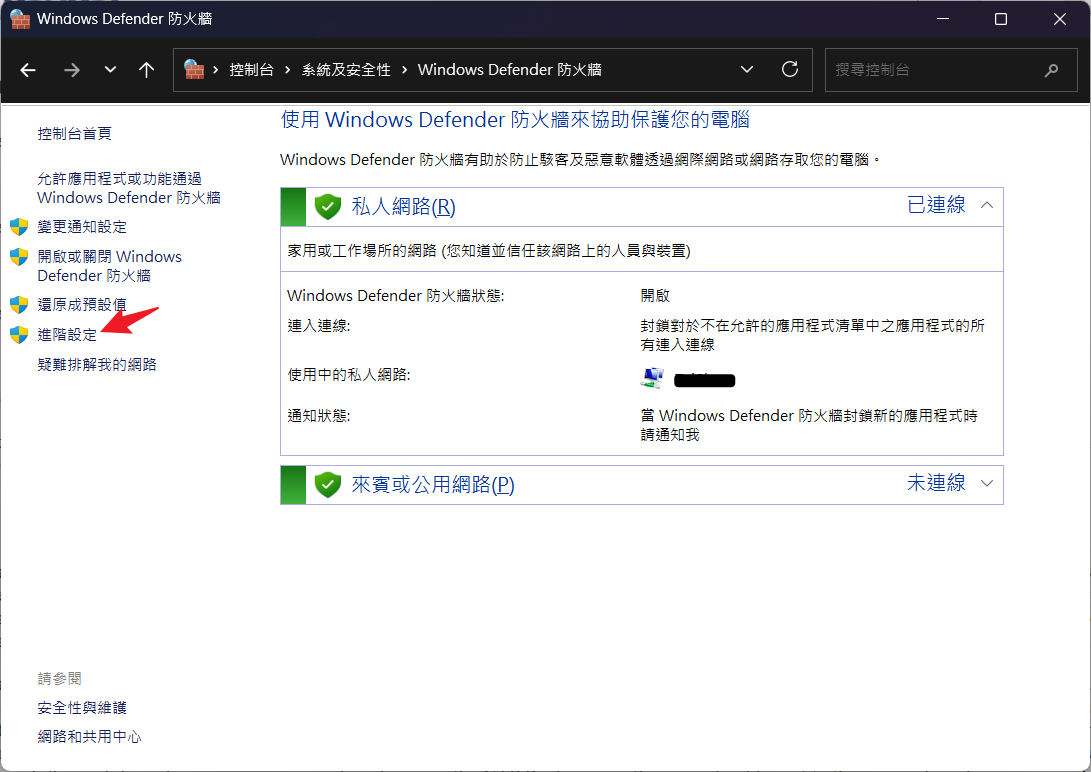 Windows Defender 防火牆
控制台 › 系統及安全性 › Windows Defender 防火牆
搜尋控制台
控制台首頁
允許應用程式或功能通過
Windows Defender 防火牆
變更通知設定
開啟或關閉 Windows
Defender 防火牆
還原成預設值
進階設定
疑難排解我的網路
使用 Windows Defender 防火牆來協助保護您的電腦
Windows Defender 防火牆有助於防止駭客及惡意軟體透過網際網路或網路存取您的電腦。
私人網路(R) 已連線
家用或工作場所的網路 (您知道並信任該網路上的人員與裝置)
Windows Defender 防火牆狀態: 開啟
連入連線: 封鎖對於不在允許的應用程式清單中之應用程式的所
有連入連線
使用中的私人網路:
通知狀態: 當 Windows Defender 防火牆封鎖新的應用程式時
請通知我
來賓或公用網路(P) 未連線
請參閱
安全性與維護
網路和共用中心